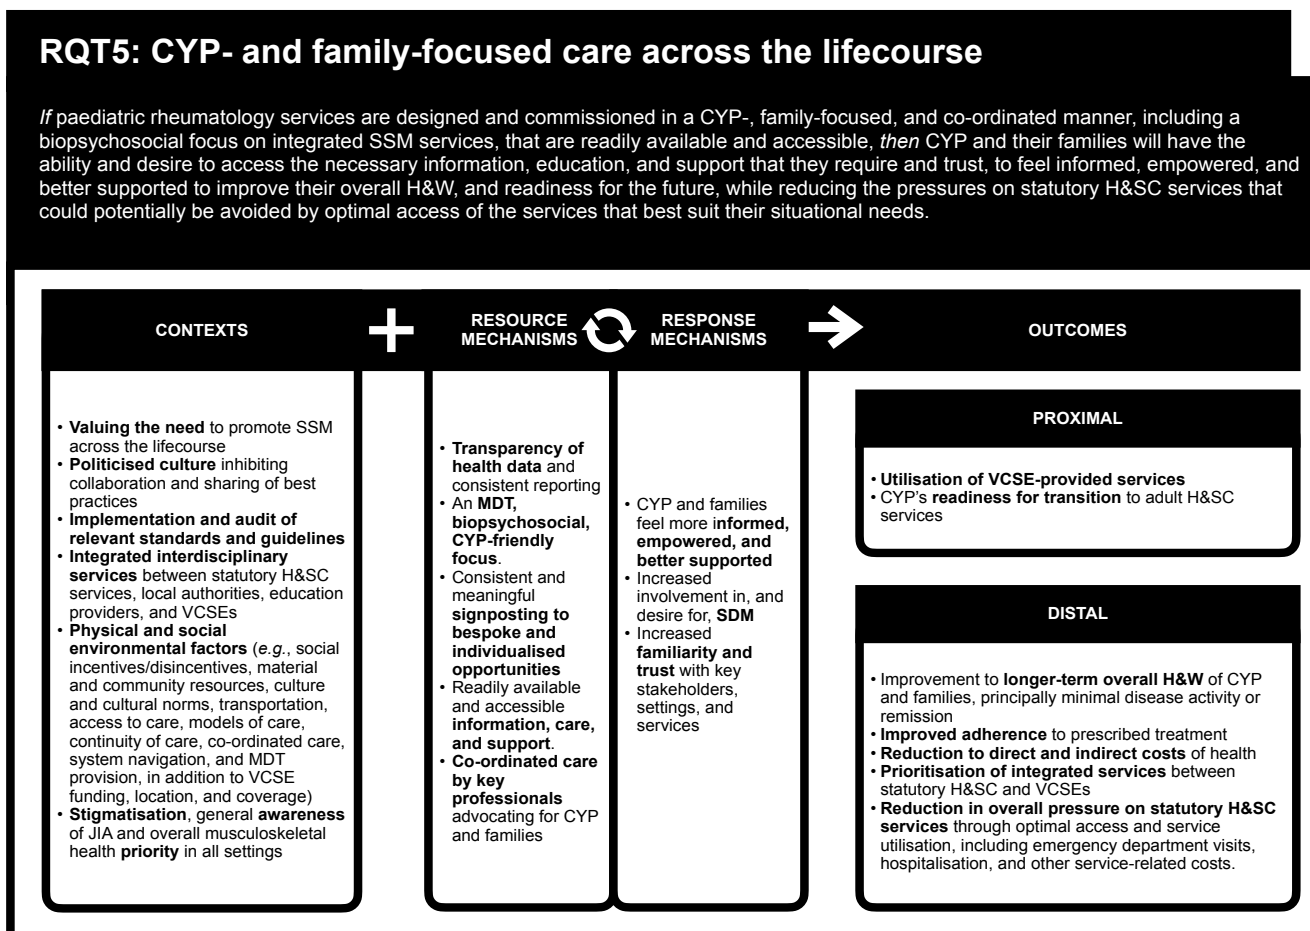 RQT5: CYP- and family-focused care across the lifecourse
If paediatric rheumatology services are designed and commissioned in a CYP-, family-focused, and co-ordinated manner, including a
biopsychosocial focus on integrated SSM services, that are readily available and accessible, then CYP and their families will have the
ability and desire to access the necessary information, education, and support that they require and trust, to feel informed, empowered, and
better supported to improve their overall H&W, and readiness for the future, while reducing the pressures on statutory H&SC services that
could potentially be avoided by optimal access of the services that best suit their situational needs.
CONTEXTS
• Valuing the need to promote SSM
across the lifecourse
• Politicised culture inhibiting
collaboration and sharing of best
practices
• Implementation and audit of
relevant standards and guidelines
• Integrated interdisciplinary
services between statutory H&SC
services, local authorities, education
providers, and VCSEs
• Physical and social
environmental factors (e.g., social
incentives/disincentives, material
and community resources, culture
and cultural norms, transportation,
access to care, models of care,
continuity of care, co-ordinated care,
system navigation, and MDT
provision, in addition to VCSE
funding, location, and coverage)
• Stigmatisation, general awareness
of JIA and overall musculoskeletal
health priority in all settings
RESOURCE
MECHANISMS
• Transparency of
health data and
consistent reporting
• An MDT,
biopsychosocial,
CYP-friendly
focus.
• Consistent and
meaningful
signposting to
bespoke and
individualised
opportunities
• Readily available
and accessible
information, care,
and support.
• Co-ordinated care
by key
professionals
advocating for CYP
and families
RESPONSE
MECHANISMS
• CYP and families
feel more informed,
empowered, and
better supported
• Increased
involvement in, and
desire for, SDM
• Increased
familiarity and
trust with key
stakeholders,
settings, and
services
OUTCOMES
PROXIMAL
• Utilisation of VCSE-provided services
• CYP's readiness for transition to adult H&SC
services
DISTAL
• Improvement to longer-term overall H&W of CYP
and families, principally minimal disease activity or
remission
• Improved adherence to prescribed treatment
• Reduction to direct and indirect costs of health
• Prioritisation of integrated services between
statutory H&SC and VCSEs
• Reduction in overall pressure on statutory H&SC
services through optimal access and service
utilisation, including emergency department visits,
hospitalisation, and other service-related costs.